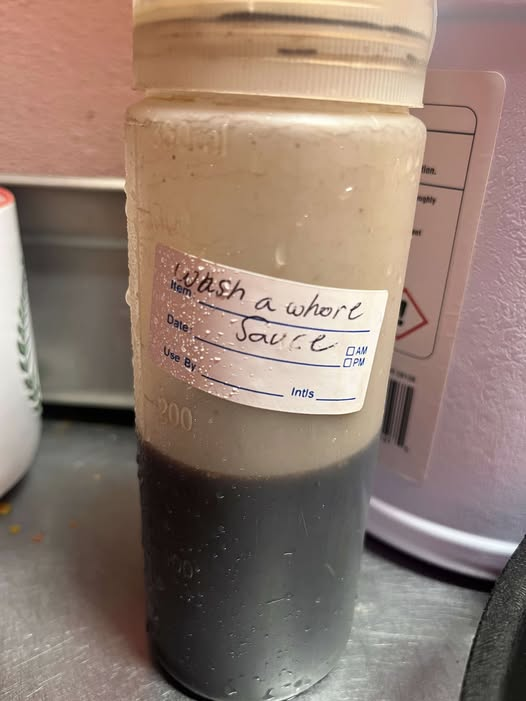 Wash a whore
Item
Sauce
Date
AM
PM
Use By
Intls
200